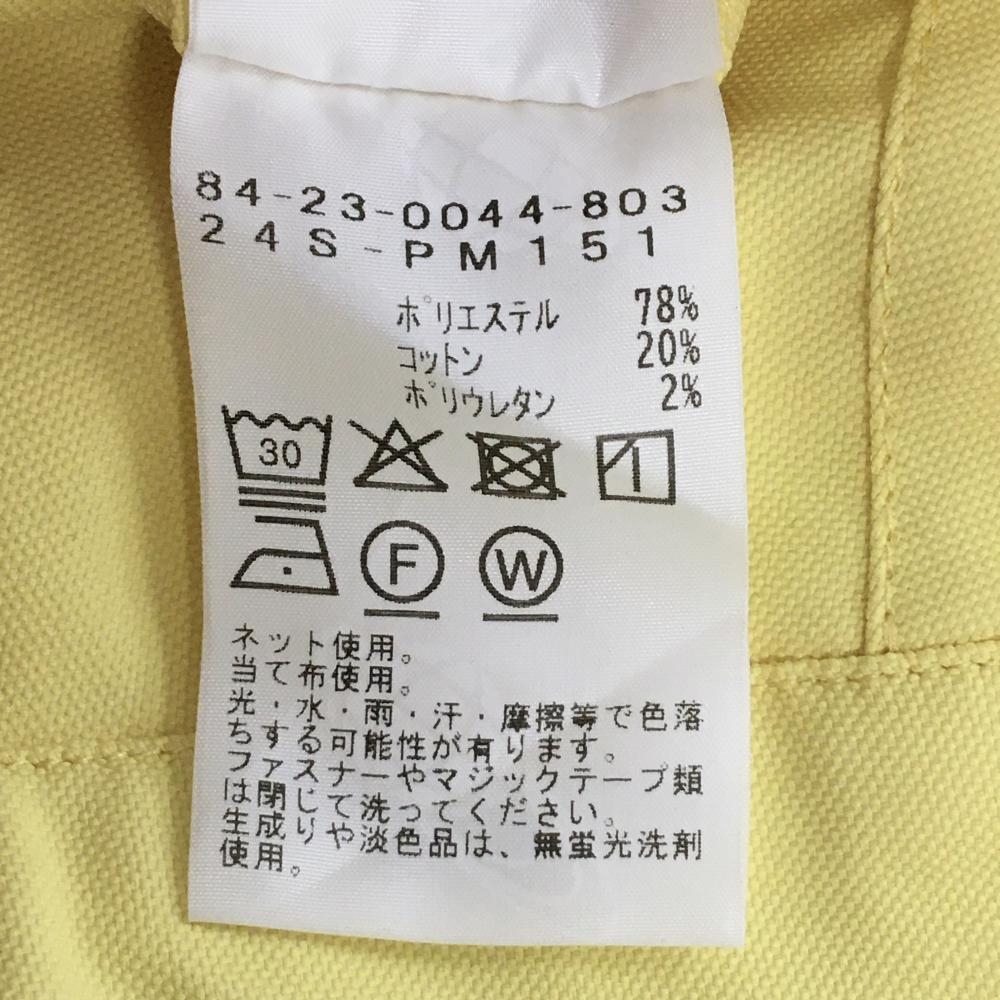 84-23-0044-803
24S-PM151
ポリエステル 78%
コットン 20%
ポリウレタン 2%
30
F W
ネット使用。
当て布使用。
光・水・雨・汗・摩擦等で色落
ちする可能性が有ります。
ファスナーやマジックテープ類
は閉じて洗ってください。
生成りや淡色品は、無蛍光洗剤
使用。